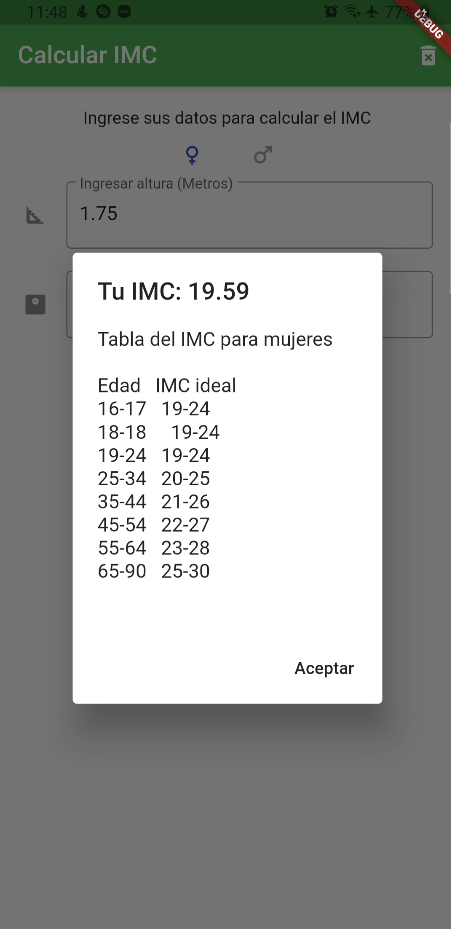 11:48 77%
DEBUG
Calcular IMC
Ingrese sus datos para calcular el IMC
Ingresar altura (Metros)
1.75
Tu IMC: 19.59
Tabla del IMC para mujeres
Edad IMC ideal
16-17 19-24
18-18 19-24
19-24 19-24
25-34 20-25
35-44 21-26
45-54 22-27
55-64 23-28
65-90 25-30
Aceptar